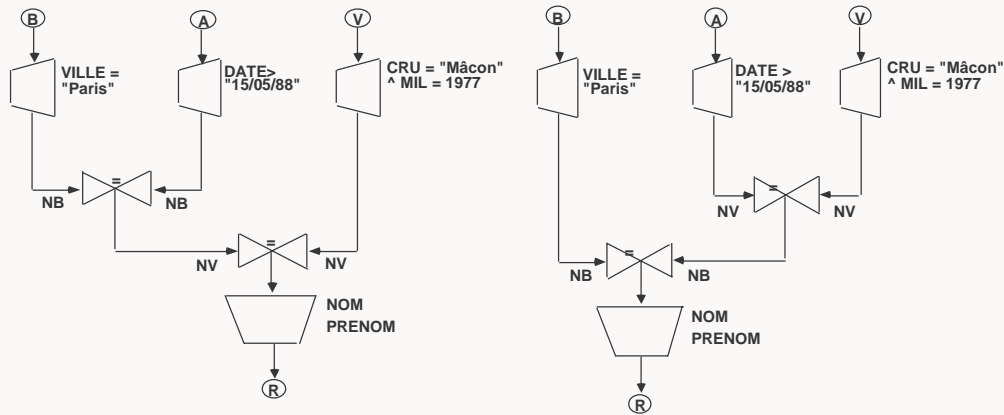 B
A
V
VILLE =
"Paris"
DATE>
"15/05/88"
CRU = "Mâcon"
^ MIL = 1977
=
NB
NB
=
NV
NV
NOM
PRENOM
R
B
A
V
VILLE =
"Paris"
DATE >
"15/05/88"
CRU = "Mâcon"
^ MIL = 1977
=
NV
NV
=
NB
NB
NOM
PRENOM
R